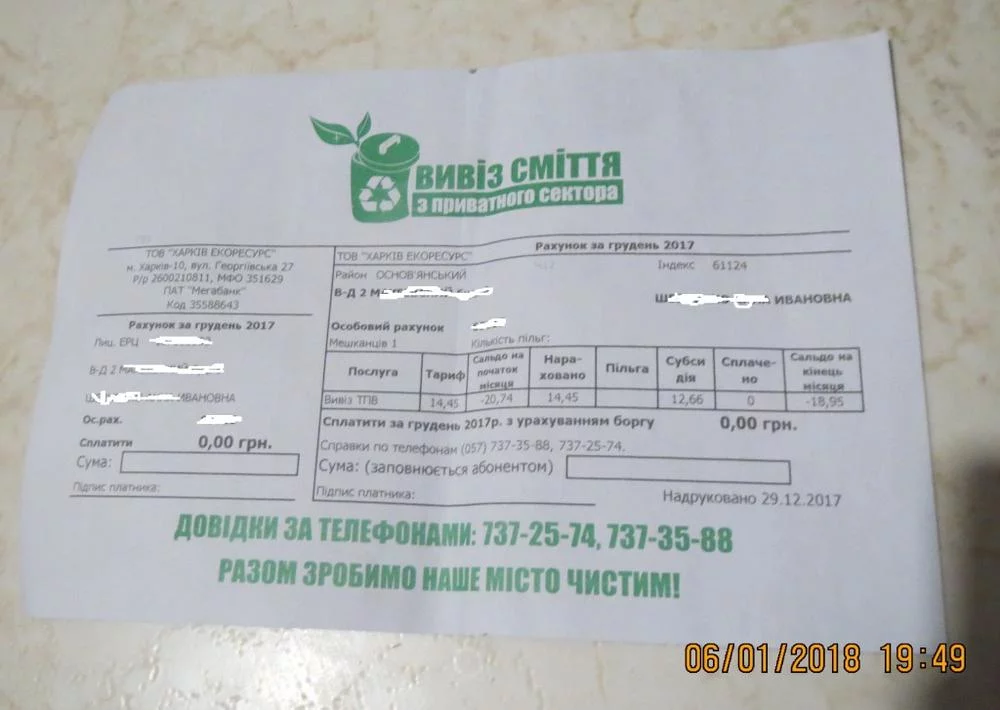 ВИВІЗ СМІТТЯ
з приватного сектора
ТОВ "ХАРКІВ ЕКОРЕСУРС"
м. Харків-10, вул. Георгіївська 27
Р/р 2600210811, МФО 351629
ПАТ "Мегабанк"
Код 35588643
Рахунок за грудень 2017
Лиц. ЕРЦ
В-Д 2
ИВАНОВНА
Ос.рах.
Сплатити 0,00 грн.
Сума:
Підпис платника:
Рахунок за грудень 2017
ТОВ "ХАРКІВ ЕКОРЕСУРС"
Район ОСНОВ'ЯНСЬКИЙ Індекс 61124
В-Д 2
ИВАНОВНА
Особовий рахунок
Мешканців 1 Кількість пільг:
Послуга Тариф Сальдо на початок місяця Нара-ховано Пільга Субси дія Сплаче-но Сальдо на кінець місяця
Вивіз ТПВ 14,45 -20,74 14,45 12,66 0 -18,95
Сплатити за грудень 2017р. з урахуванням боргу 0,00 грн.
Справки по телефонам (057) 737-35-88, 737-25-74.
Сума: (заповнюється абонентом)
Підпис платника:
Надруковано 29.12.2017
ДОВІДКИ ЗА ТЕЛЕФОНАМИ: 737-25-74, 737-35-88
РАЗОМ ЗРОБИМО НАШЕ МІСТО ЧИСТИМ!
06/01/2018 19:49